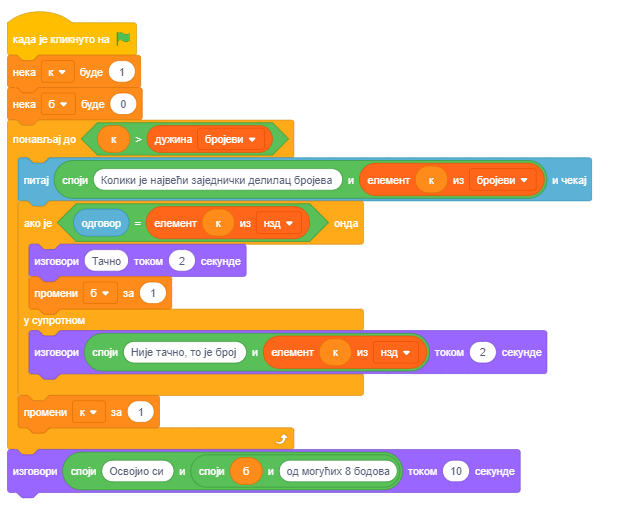 када је кликнуто на
нека к буде 1
нека б буде 0
понављај до к > дужина бројеви
питај споји Колики је највећи заједнички делилац бројева и елемент к из бројеви и чекај
ако је одговор = елемент к из нзд онда
изговори Тачно током 2 секунде
промени б за 1
у супротном
изговори споји Није тачно, то је број и елемент к из нзд током 2 секунде
промени к за 1
изговори споји Освојио си и споји б и од могућих 8 бодова током 10 секунде